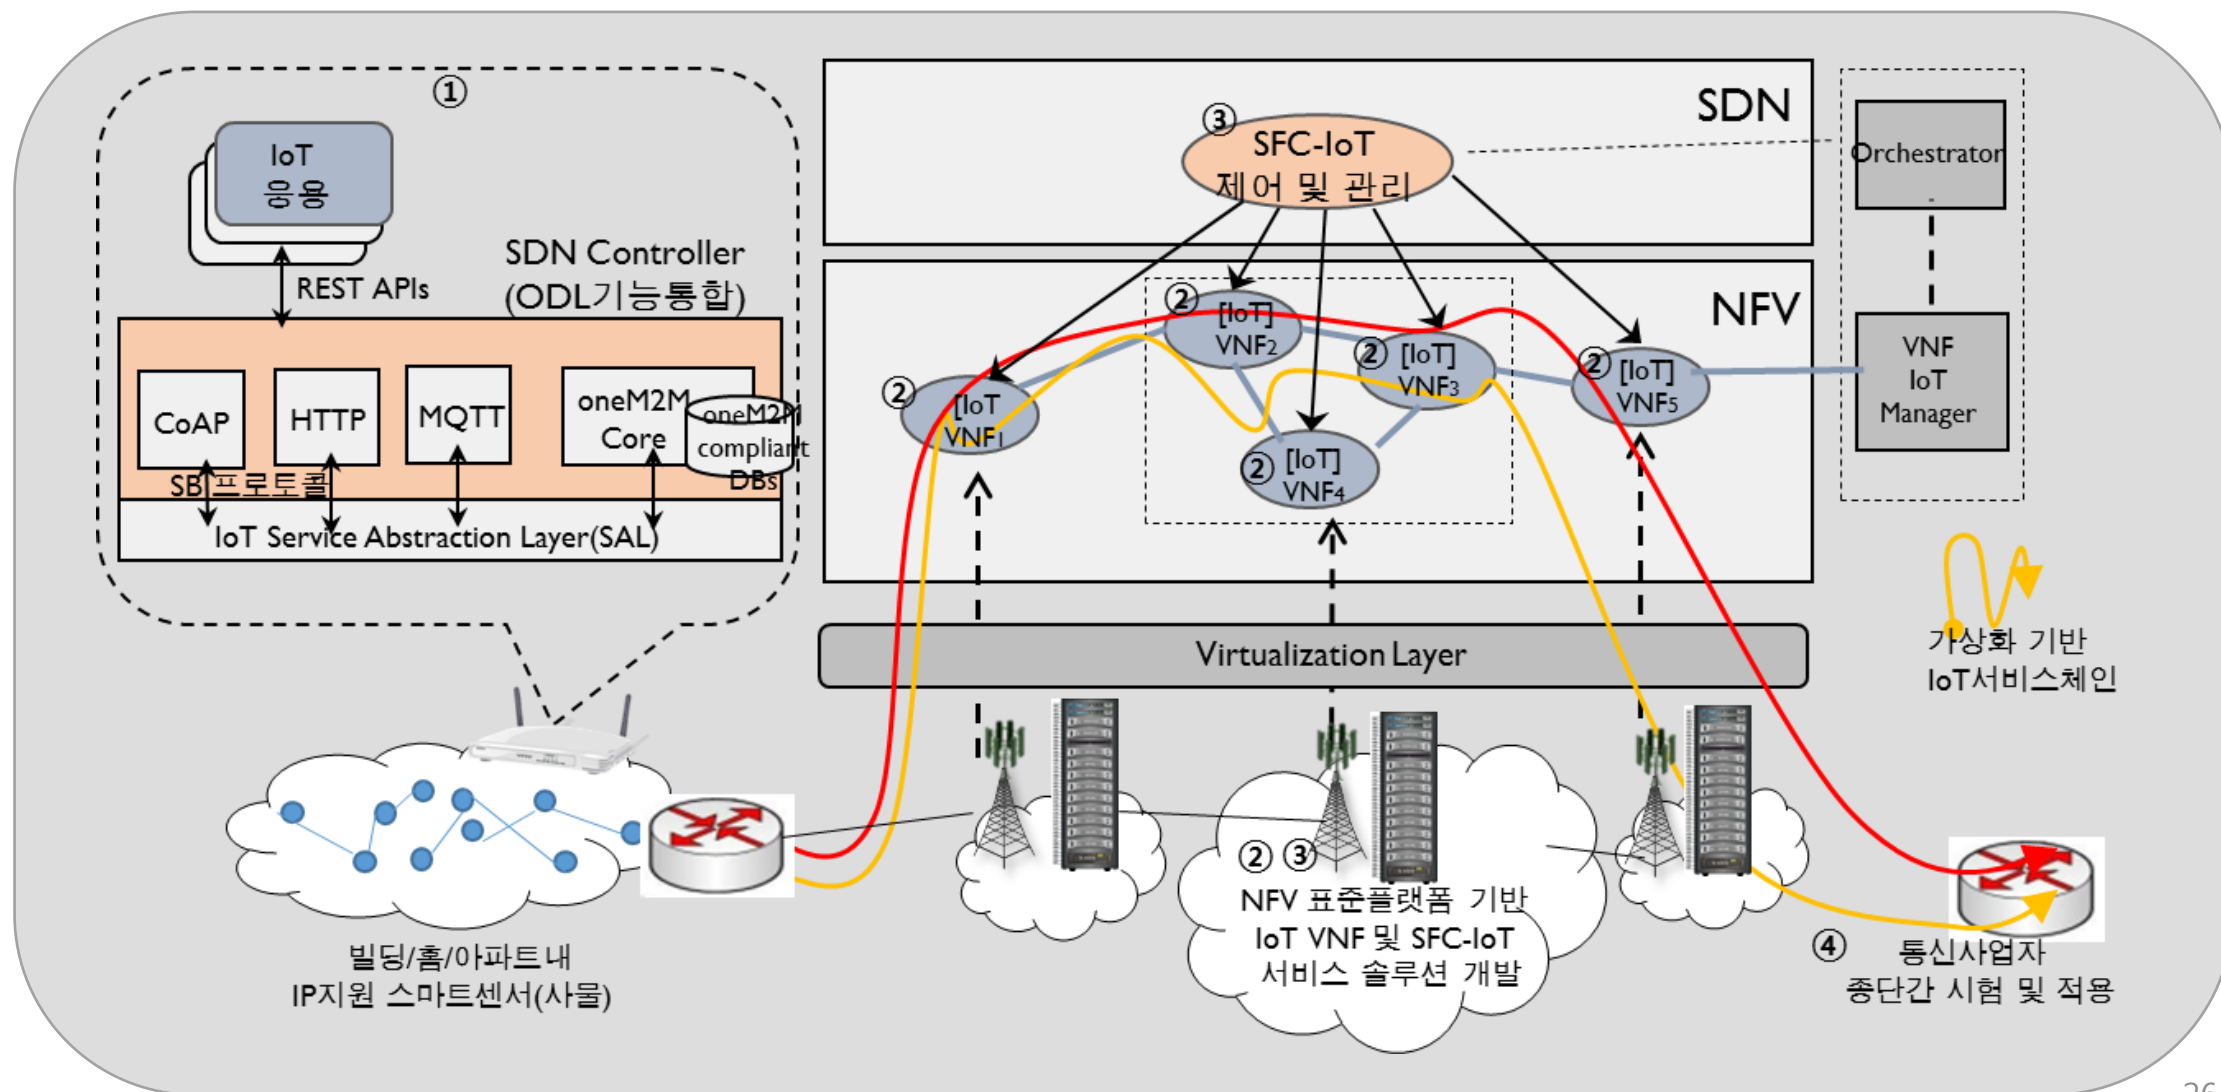 ①
IoT
응용
REST APIs
SDN Controller
(ODL기능통합)
CoAP
HTTP
MQTT
oneM2M
Core
oneM2M
compliant
DBs
SB 프로토콜
IoT Service Abstraction Layer(SAL)
SDN
③
SFC-IoT
제어 및 관리
NFV
②
[IoT
VNF1
②
[IoT]
VNF2
②
[IoT]
VNF3
②
[IoT]
VNF4
②
[IoT]
VNF5
Orchestrator
VNF
IoT
Manager
가상화 기반
IoT서비스체인
Virtualization Layer
빌딩/홈/아파트내
IP지원 스마트센서(사물)
② ③
NFV 표준플랫폼 기반
IoT VNF 및 SFC-IoT
서비스 솔루션 개발
④
통신사업자
종단간 시험 및 적용